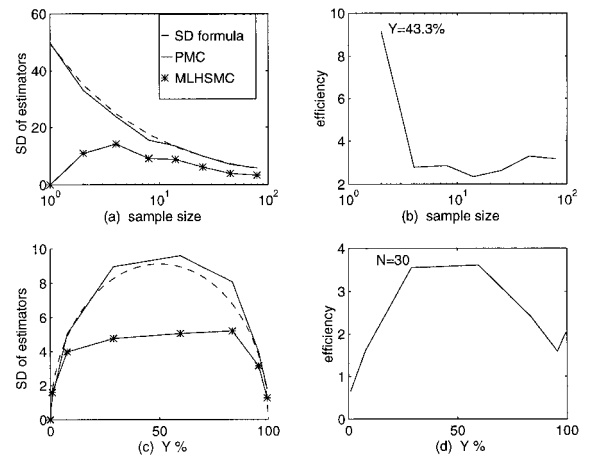 60
40
20
0
SD of estimators
SD formula
PMC
MLHSMC
10^0
10^1
10^2
(a) sample size
10
8
6
4
2
efficiency
Y=43.3%
10^0
10^1
10^2
(b) sample size
10
8
6
4
2
0
SD of estimators
0
50
100
(c) Y %
4
3
2
1
0
efficiency
N=30
0
50
100
(d) Y %